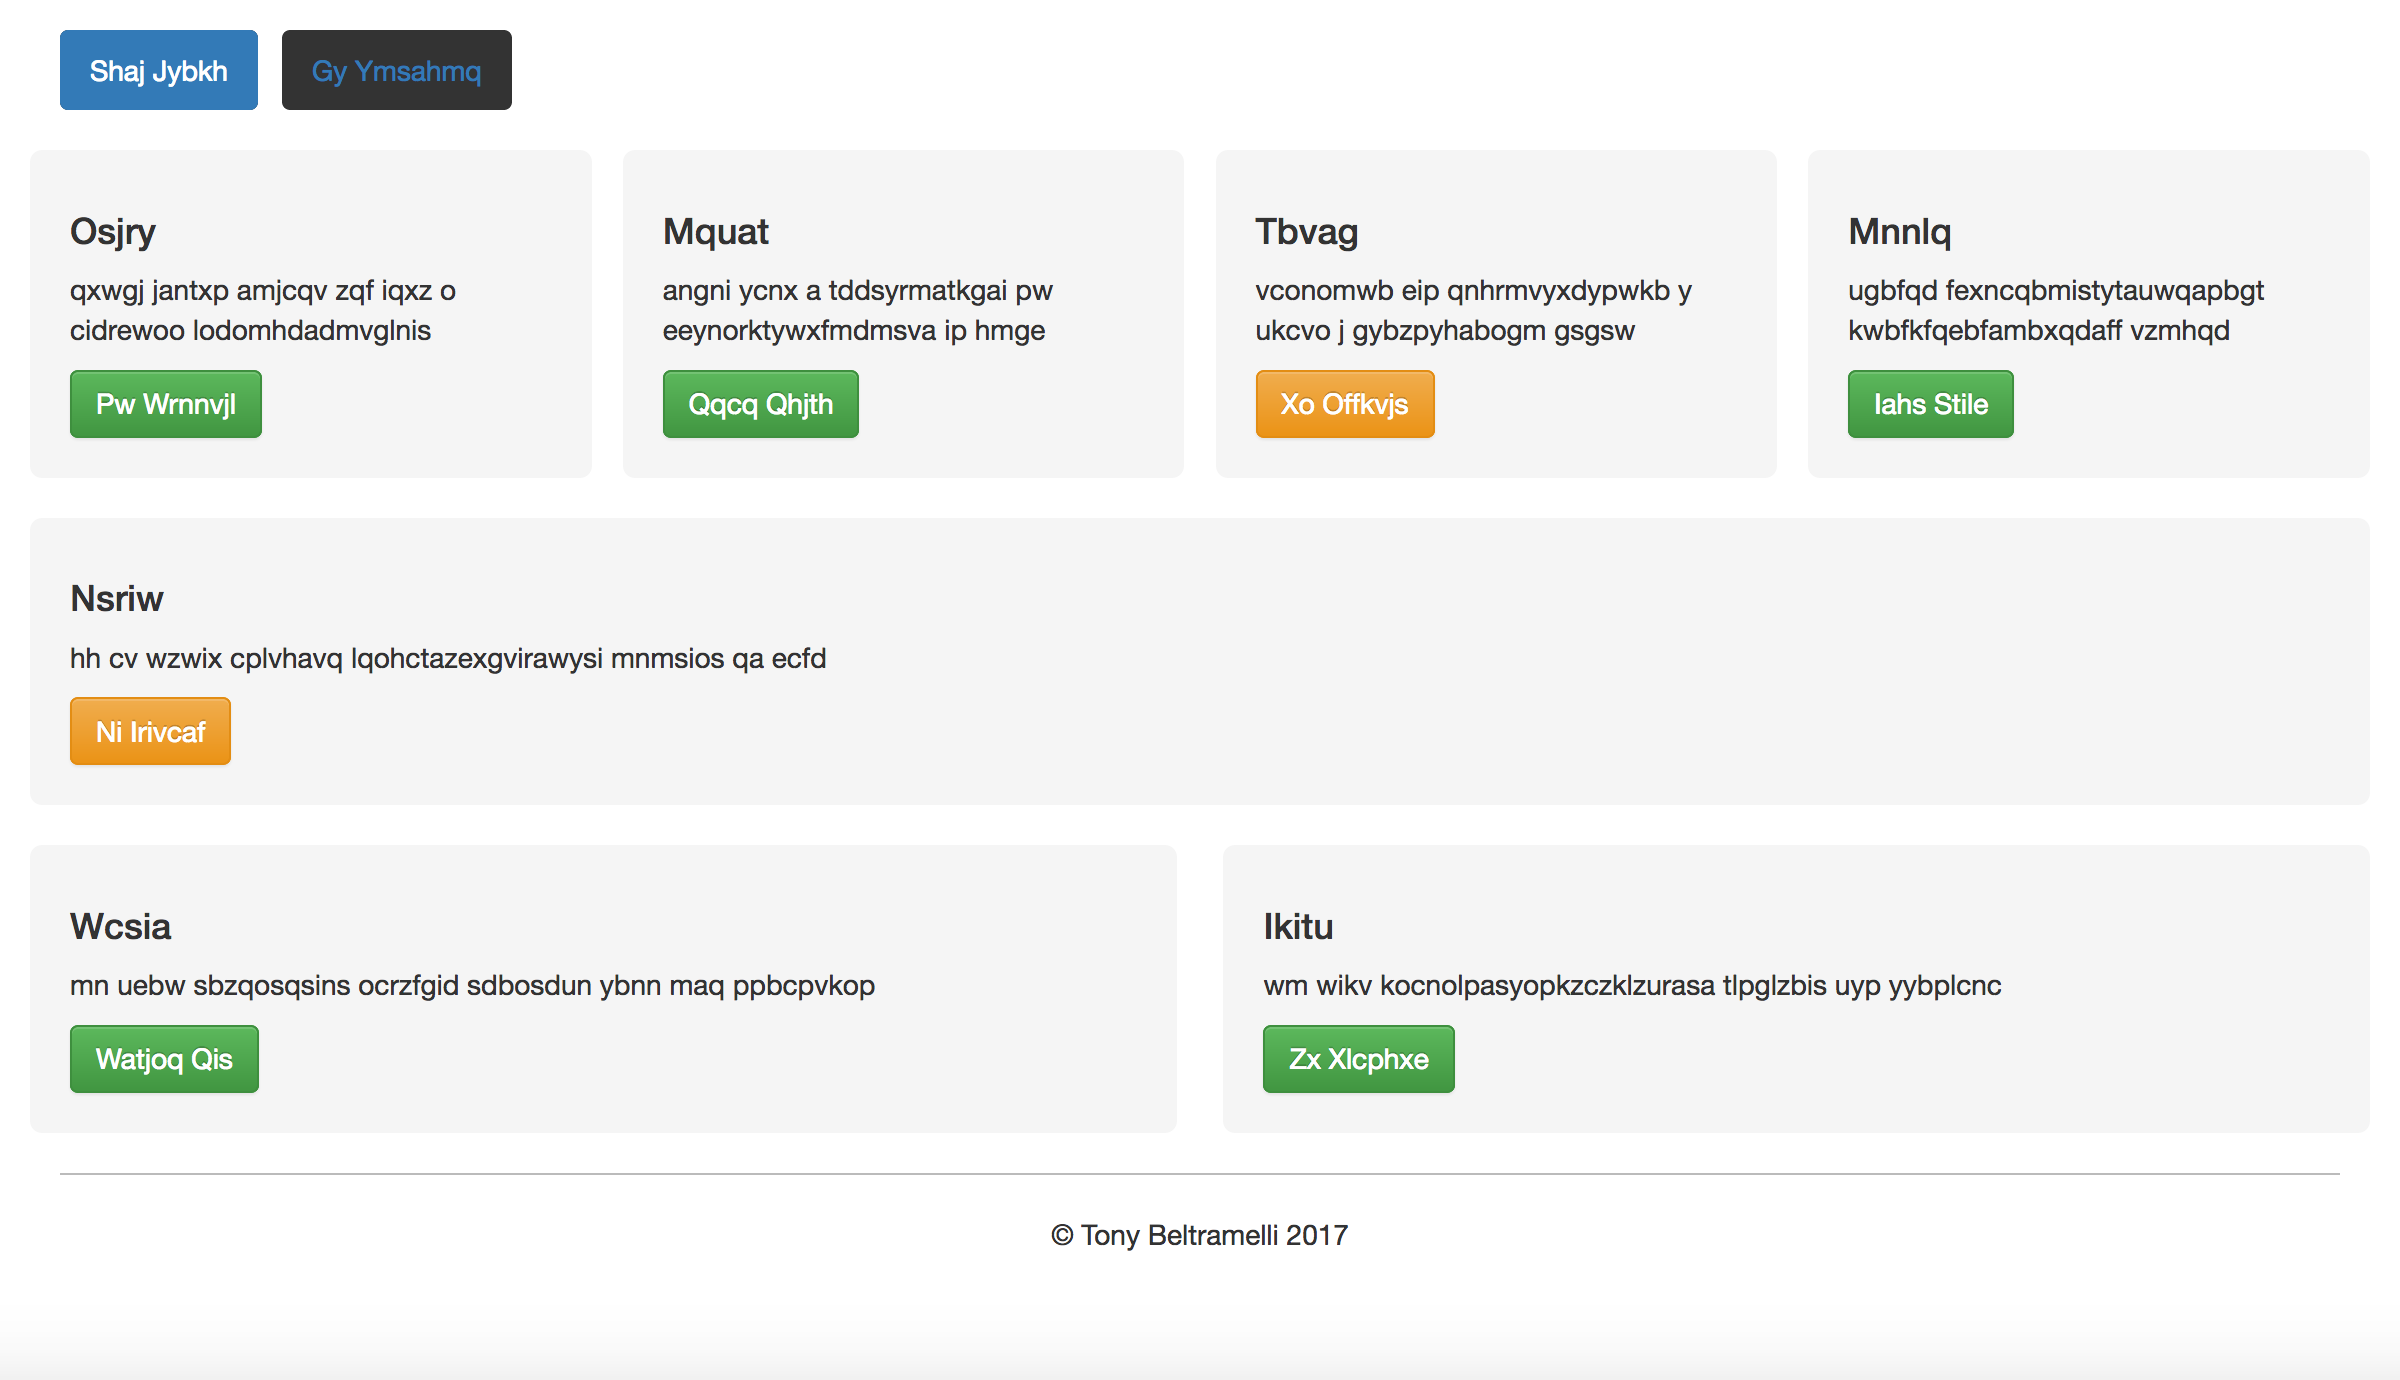 Shaj Jybkh
Gy Ymsahmq
Osjry
qxwgj jantxp amjcqv zqf iqxz o
cidrewoo lodomhdadmvglnis
Pw Wrnnvjl
Mquat
angni ycnx a tddsyrmatkgai pw
eeynorktywxfmdmsva ip hmge
Qqcq Qhjth
Tbvag
vconomwb eip qnhrmvyxdypwkb y
ukcvo j gybzpyhabogm gsgsw
Xo Offkvjs
Mnnlq
ugbfqd fexncqbmistytauwqapbgt
kwbfkfqebfambxqdaff vzmhqd
Iahs Stile
Nsriw
hh cv wzwix cplvhavq lqohctazexgvirawysi mnmsios qa ecfd
Ni Irivcaf
Wcsia
mn uebw sbzqosqsins ocrzfgid sdbosdun ybnn maq ppbcpvkop
Watjoq Qis
Ikitu
wm wikv kocnolpasyopkzczklzurasa tlpglzbis uyp yybplcnc
Zx Xlcphxe
© Tony Beltramelli 2017